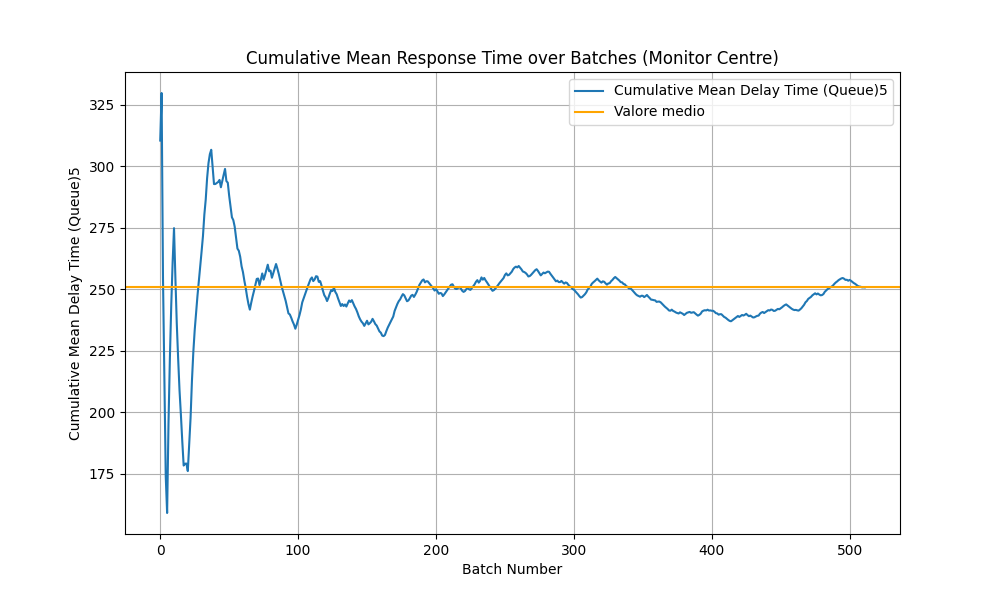 Cumulative Mean Response Time over Batches (Monitor Centre)
Cumulative Mean Delay Time (Queue)5
Valore medio
Cumulative Mean Delay Time (Queue)5
325
300
275
250
225
200
175
0 100 200 300 400 500
Batch Number